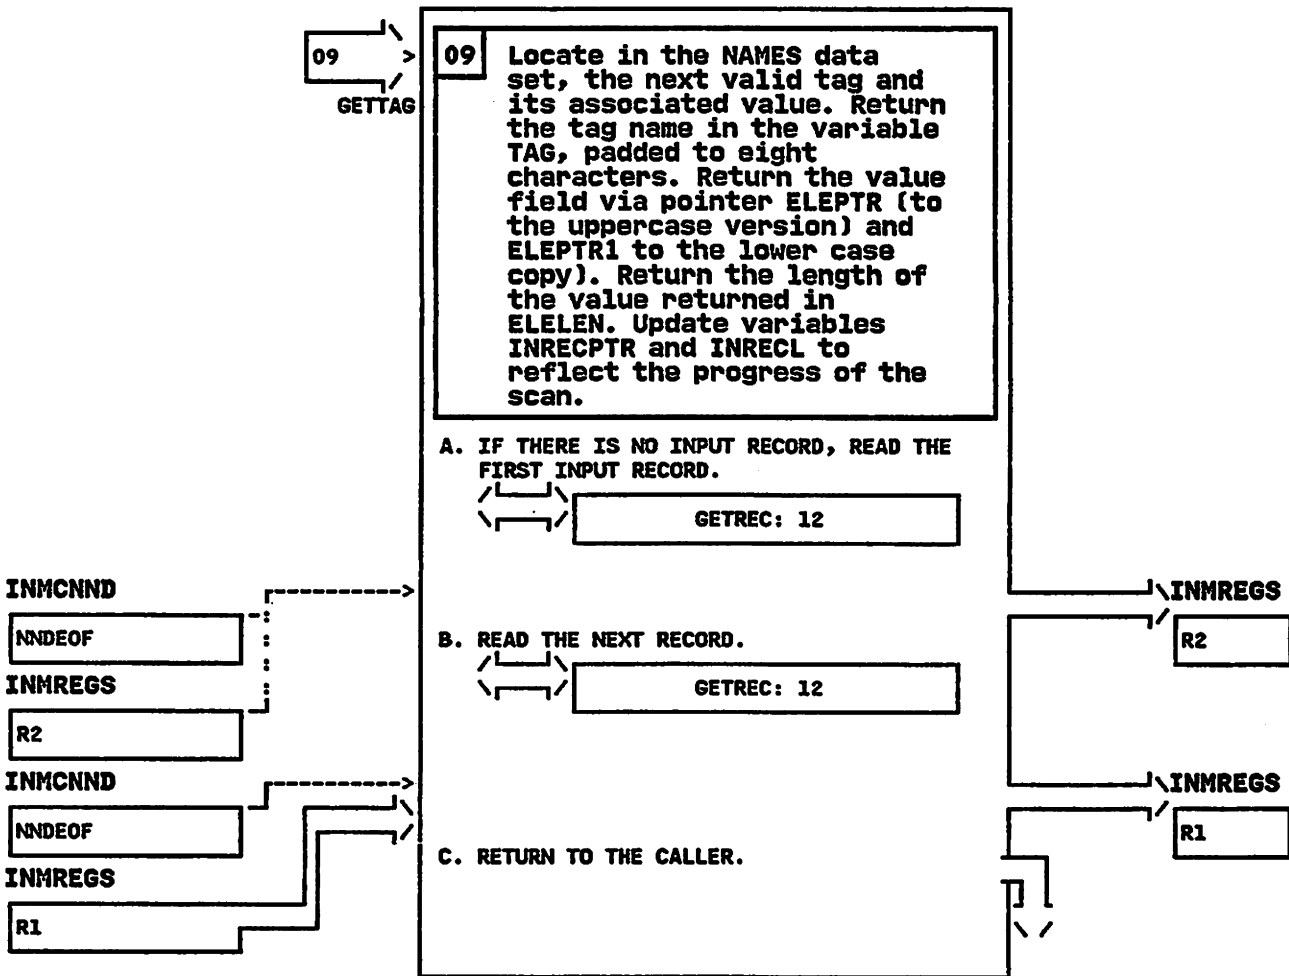 09
GETTAG
09 Locate in the NAMES data
set, the next valid tag and
its associated value. Return
the tag name in the variable
TAG, padded to eight
characters. Return the value
field via pointer ELEPTR (to
the uppercase version) and
ELEPTR1 to the lower case
copy). Return the length of
the value returned in
ELELEN. Update variables
INRECPTR and INRECL to
reflect the progress of the
scan.
A. IF THERE IS NO INPUT RECORD, READ THE
FIRST INPUT RECORD.
GETREC: 12
INMCNND
NNDEOF
INMREGS
R2
INMREGS
R2
B. READ THE NEXT RECORD.
GETREC: 12
INMCNND
NNDEOF
INMREGS
R1
INMREGS
R1
C. RETURN TO THE CALLER.